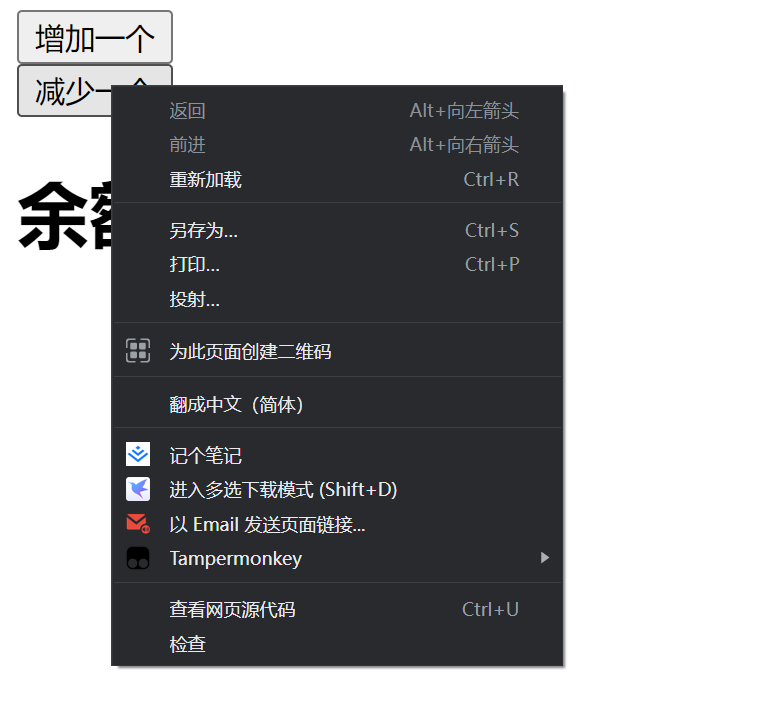 增加一个
减少一个
返回 Alt+向左箭头
前进 Alt+向右箭头
重新加载 Ctrl+R
余额
另存为... Ctrl+S
打印... Ctrl+P
投射...
为此页面创建二维码
翻成中文（简体）
记个笔记
进入多选下载模式 (Shift+D)
以 Email 发送页面链接...
Tampermonkey
查看网页源代码 Ctrl+U
检查